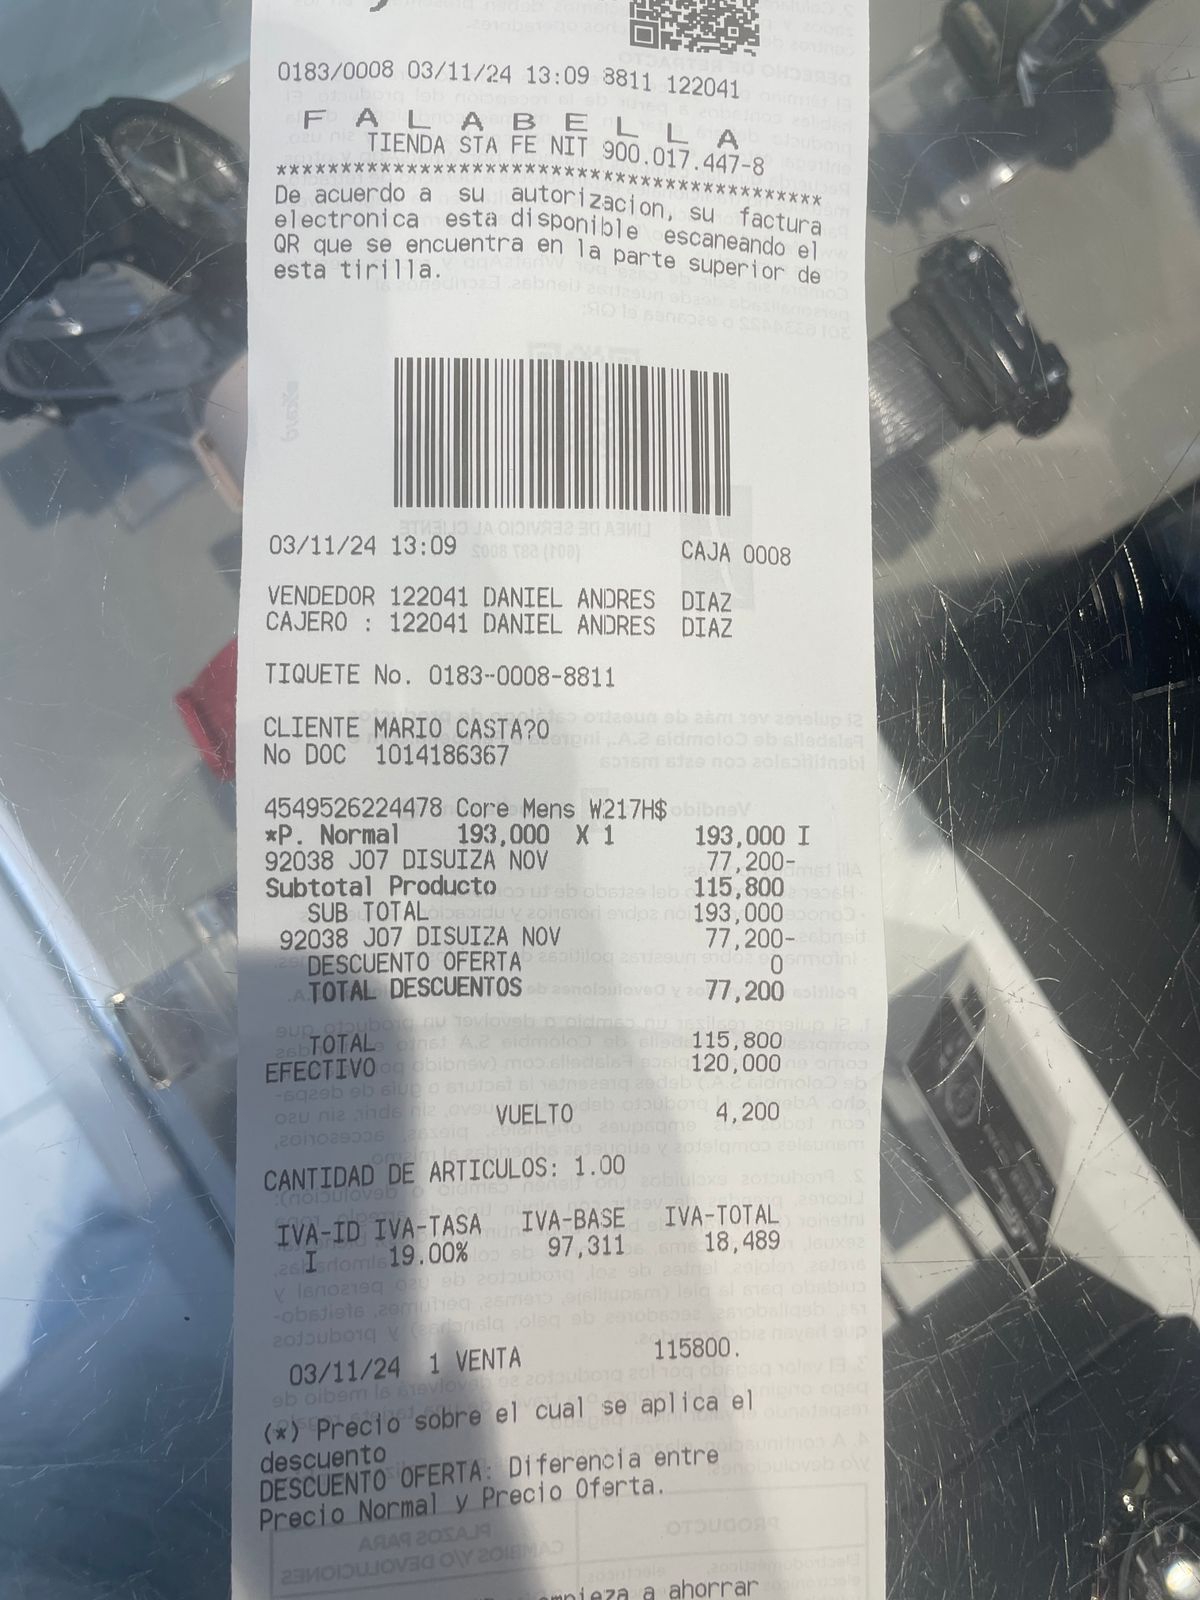 0183/0008 03/11/24 13:09 8811 122041
F A L A B E L L A
TIENDA STA FE NIT 900.017.447-8
******************************************
De acuerdo a su autorizacion, su factura
electronica esta disponible escaneando el
QR que se encuentra en la parte superior de
esta tirilla.
03/11/24 13:09 CAJA 0008
VENDEDOR 122041 DANIEL ANDRES DIAZ
CAJERO : 122041 DANIEL ANDRES DIAZ
TIQUETE No. 0183-0008-8811
CLIENTE MARIO CASTA?O
No DOC 1014186367
4549526224478 Core Mens W217H$
*P. Normal 193,000 X 1 193,000 I
92038 J07 DISUIZA NOV 77,200-
Subtotal Producto 115,800
SUB TOTAL 193,000
92038 J07 DISUIZA NOV 77,200-
DESCUENTO OFERTA 0
TOTAL DESCUENTOS 77,200
TOTAL 115,800
EFECTIVO 120,000
VUELTO 4,200
CANTIDAD DE ARTICULOS: 1.00
IVA-ID IVA-TASA IVA-BASE IVA-TOTAL
I 19.00% 97,311 18,489
03/11/24 1 VENTA 115800.
(*) Precio sobre el cual se aplica el
descuento
DESCUENTO OFERTA: Diferencia entre
Precio Normal y Precio Oferta.
empieza a ahorrar